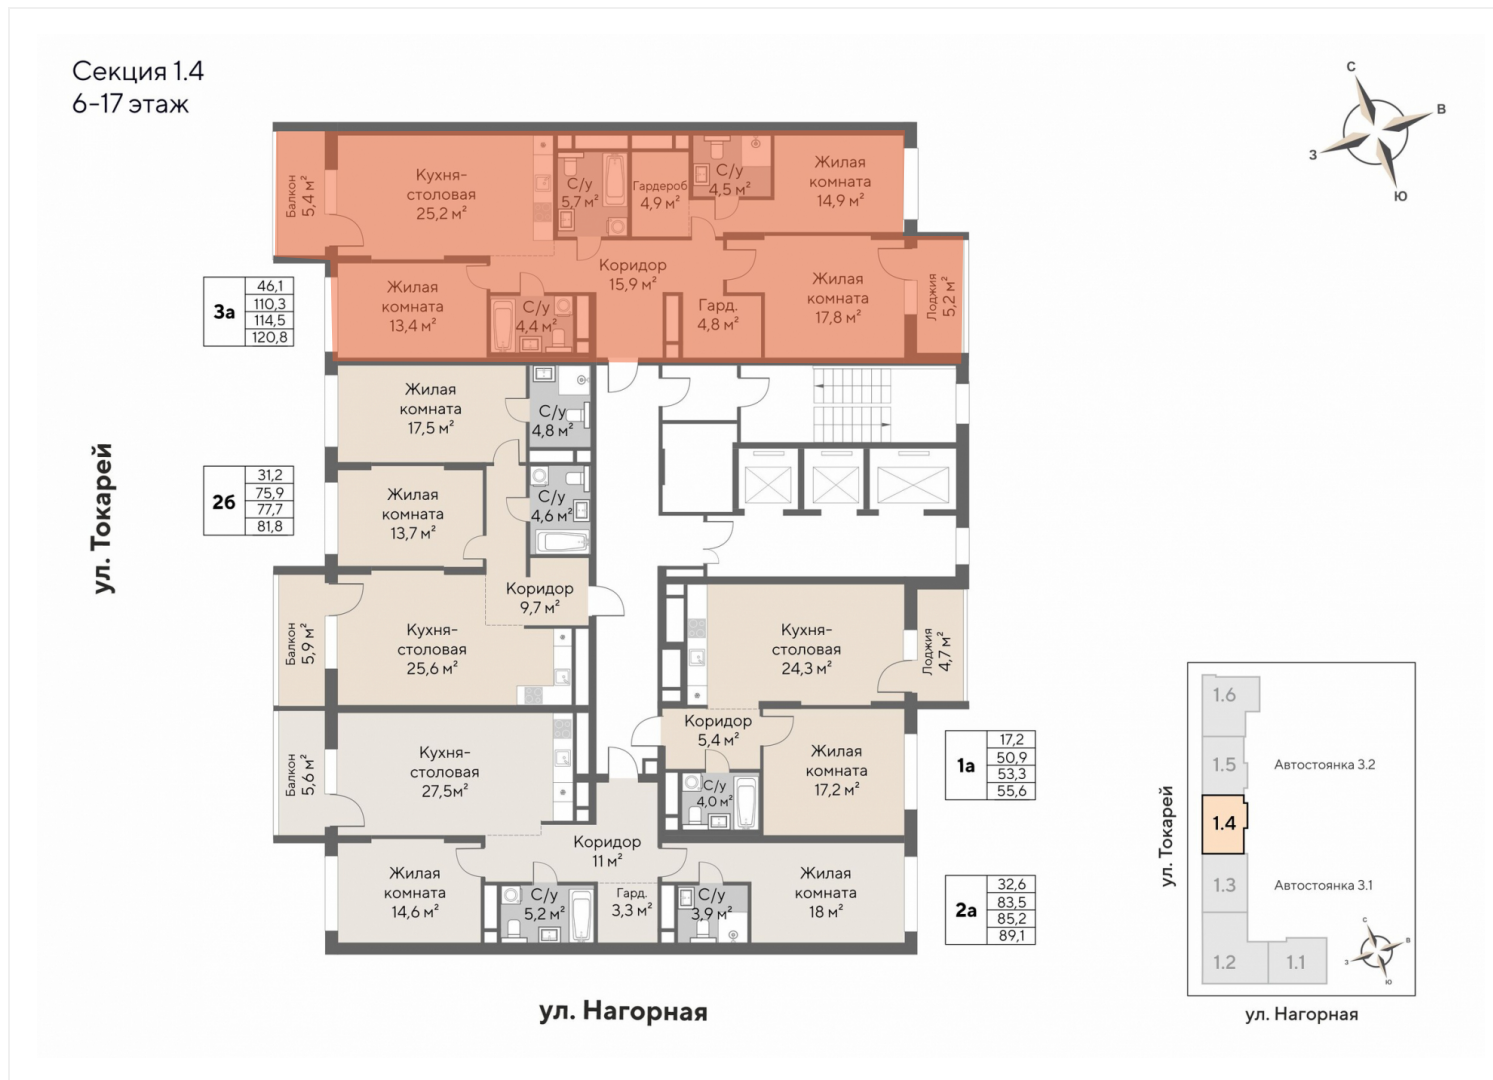 Секция 1.4
6-17 этаж
С
В
З
Ю
Балкон
5,4 м²
Кухня-
столовая
25,2 м²
С/у
5,7 м²
Гардероб
4,9 м²
С/у
4,5 м²
Жилая
комната
14,9 м²
Жилая
комната
13,4 м²
С/у
4,4 м²
Коридор
15,9 м²
Гард.
4,8 м²
Жилая
комната
17,8 м²
Лоджия
5,2 м²
3а
46,1
110,3
114,5
120,8
Жилая
комната
17,5 м²
С/у
4,8 м²
2б
31,2
75,9
77,7
81,8
Жилая
комната
13,7 м²
С/у
4,6 м²
Коридор
9,7 м²
Балкон
5,9 м²
Кухня-
столовая
25,6 м²
Кухня-
столовая
24,3 м²
Лоджия
4,7 м²
Коридор
5,4 м²
Жилая
комната
17,2 м²
С/у
4,0 м²
1а
17,2
50,9
53,3
55,6
Балкон
5,6 м²
Кухня-
столовая
27,5м²
Коридор
11 м²
Жилая
комната
14,6 м²
С/у
5,2 м²
Гард.
3,3 м²
С/у
3,9 м²
Жилая
комната
18 м²
2а
32,6
83,5
85,2
89,1
ул. Токарей
ул. Нагорная
1.6
1.5
Автостоянка 3.2
1.4
1.3
Автостоянка 3.1
1.2
1.1
С
В
З
Ю
ул. Токарей
ул. Нагорная